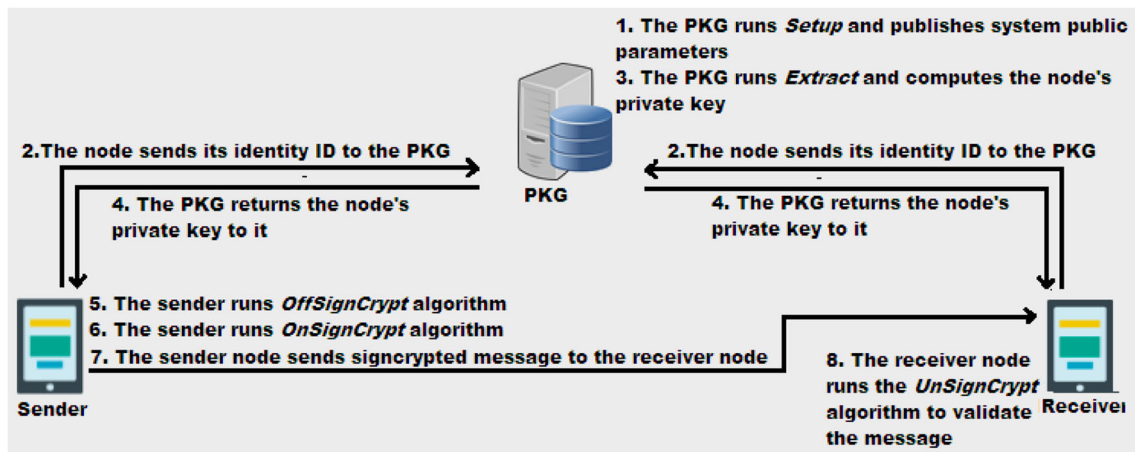 1. The PKG runs Setup and publishes system public
parameters
3. The PKG runs Extract and computes the node's
private key
2.The node sends its identity ID to the PKG
2.The node sends its identity ID to the PKG
PKG
4. The PKG returns the node's
private key to it
4. The PKG returns the node's
private key to it
5. The sender runs OffSignCrypt algorithm
6. The sender runs OnSignCrypt algorithm
7. The sender node sends signcrypted message to the receiver node
Sender
8. The receiver node
runs the UnSignCrypt
algorithm to validate
the message
Receiver